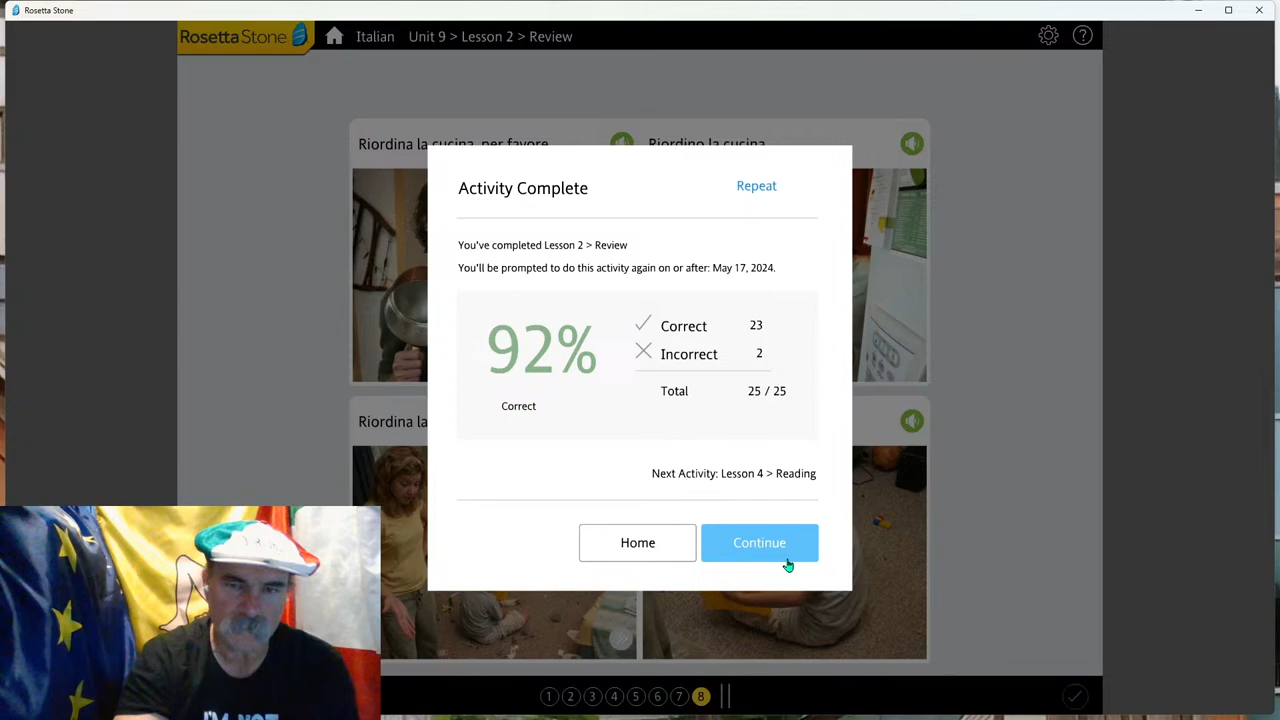 Rosetta Stone
RosettaStone
Italian Unit 9 > Lesson 2 > Review
Riordina la cucina, per favore.
Riordino la cucina.
Activity Complete
Repeat
You've completed Lesson 2 > Review
You'll be prompted to do this activity again on or after: May 17, 2024.
92%
Correct
Correct 23
Incorrect 2
Total 25 / 25
Riordina la
Next Activity: Lesson 4 > Reading
Home
Continue
I'M NOT
1 2 3 4 5 6 7 8